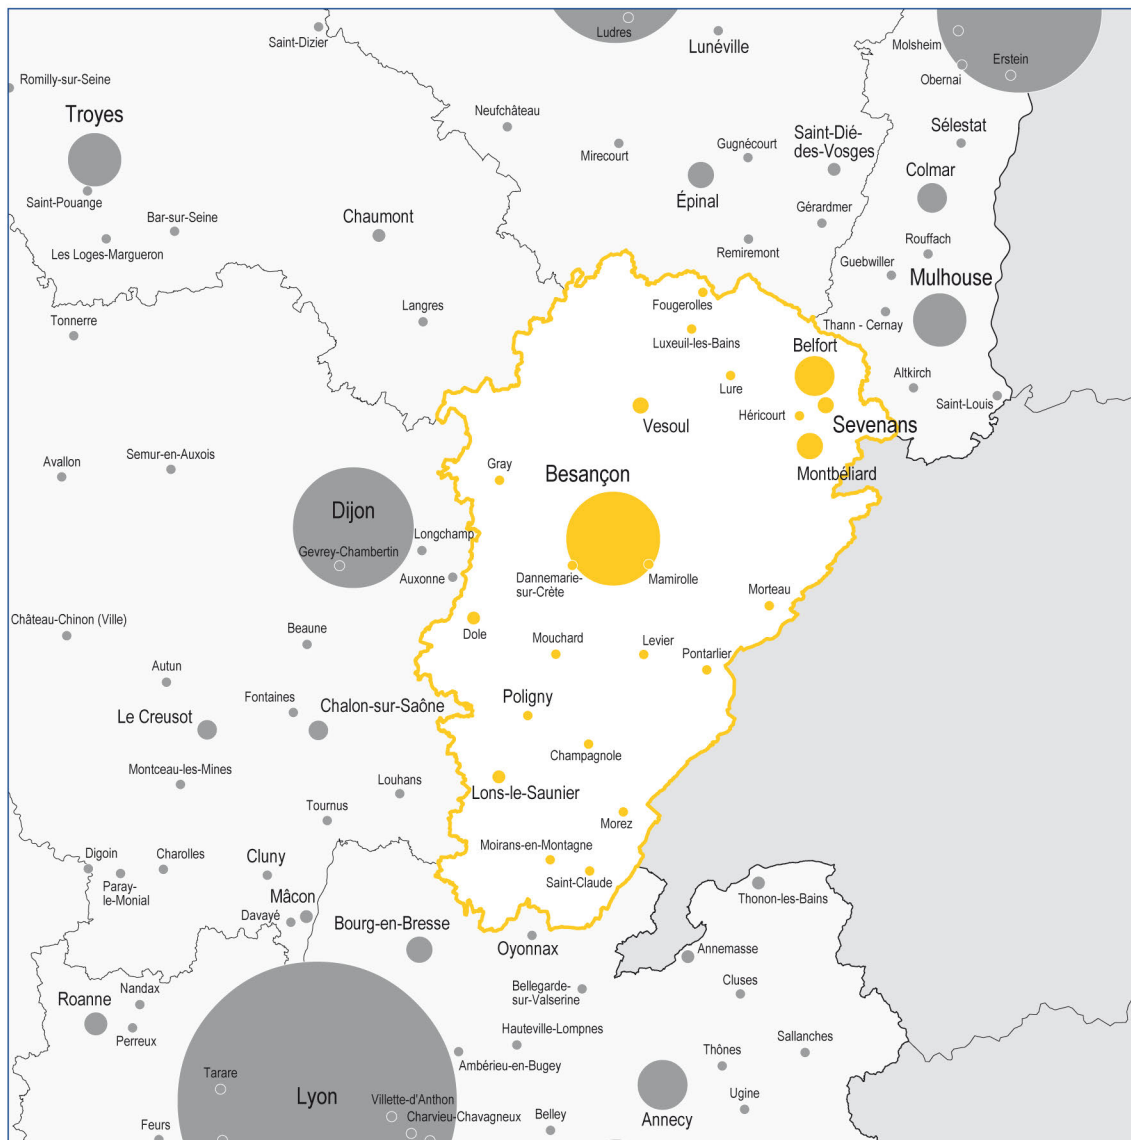 Ludres
Saint-Dizier
Lunéville
Molsheim
Erstein
Obernai
Romilly-sur-Seine
Troyes
Neufchâteau
Mirecourt
Gugnécourt
Saint-Dié-
des-Vosges
Sélestat
Colmar
Épinal
Saint-Pouange
Bar-sur-Seine
Les Loges-Margueron
Chaumont
Gérardmer
Remiremont
Rouffach
Guebwiller
Mulhouse
Langres
Tonnerre
Fougerolles
Luxeuil-les-Bains
Thann - Cernay
Belfort
Lure
Altkirch
Saint-Louis
Héricourt
Sevenans
Vesoul
Montbéliard
Avallon
Semur-en-Auxois
Gray
Besançon
Dijon
Longchamp
Gevrey-Chambertin
Auxonne
Dannemarie-
sur-Crète
Mamirolle
Morteau
Château-Chinon (Ville)
Beaune
Dole
Mouchard
Levier
Pontarlier
Autun
Fontaines
Le Creusot
Chalon-sur-Saône
Poligny
Champagnole
Montceau-les-Mines
Louhans
Lons-le-Saunier
Tournus
Morez
Digoin
Charolles
Cluny
Moirans-en-Montagne
Paray-
le-Monial
Saint-Claude
Thonon-les-Bains
Mâcon
Davayé
Bourg-en-Bresse
Oyonnax
Annemasse
Nandax
Roanne
Bellegarde-
sur-Valserine
Cluses
Perreux
Hauteville-Lompnes
Sallanches
Thônes
Ambérieu-en-Bugey
Tarare
Lyon
Villette-d'Anthon
Charvieu-Chavagneux
Ugine
Annecy
Belley
Feurs